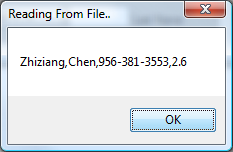 Reading From File..
Zhiziang,Chen,956-381-3553,2.6
OK